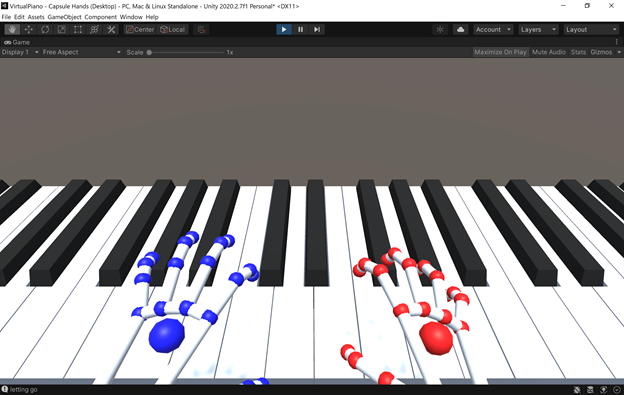 VirtualPiano - Capsule Hands (Desktop) - PC, Mac & Linux Standalone - Unity 2020.2.7f1 Personal* <DX11>
File Edit Assets GameObject Component Window Help
Center Local Account Layers Layout
Game
Display 1 Free Aspect Scale 1x Maximize On Play Mute Audio Stats Gizmos
letting go